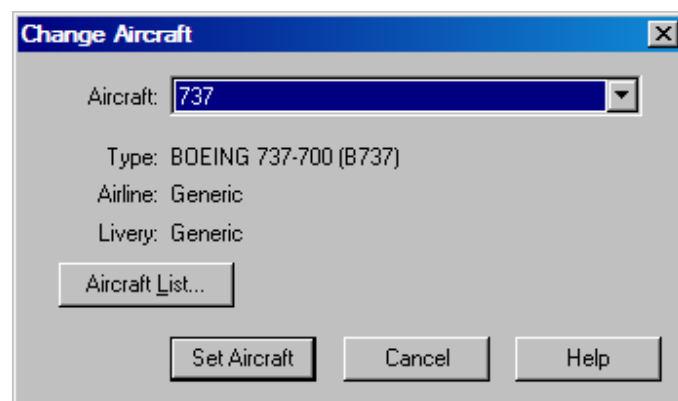 Change Aircraft
Aircraft: 737
Type: BOEING 737-700 (B737)
Airline: Generic
Livery: Generic
Aircraft List...
Set Aircraft Cancel Help